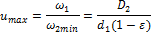 u_max = ω_1 / ω_2min = D_2 / d_1(1 − ε)